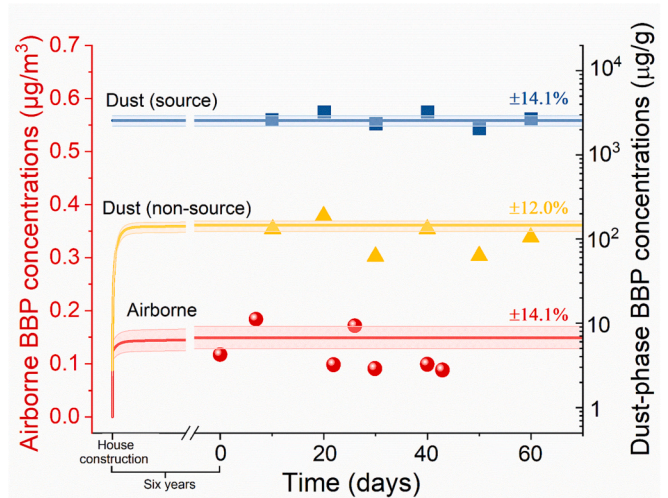 Airborne BBP concentrations (μg/m³)
0.7
0.6
0.5
0.4
0.3
0.2
0.1
0.0
Dust (source)
±14.1%
Dust (non-source)
±12.0%
Airborne
±14.1%
10⁴
10³
10²
10
1
Dust-phase BBP concentrations (μg/g)
House
construction
0
20
40
60
Six years
Time (days)